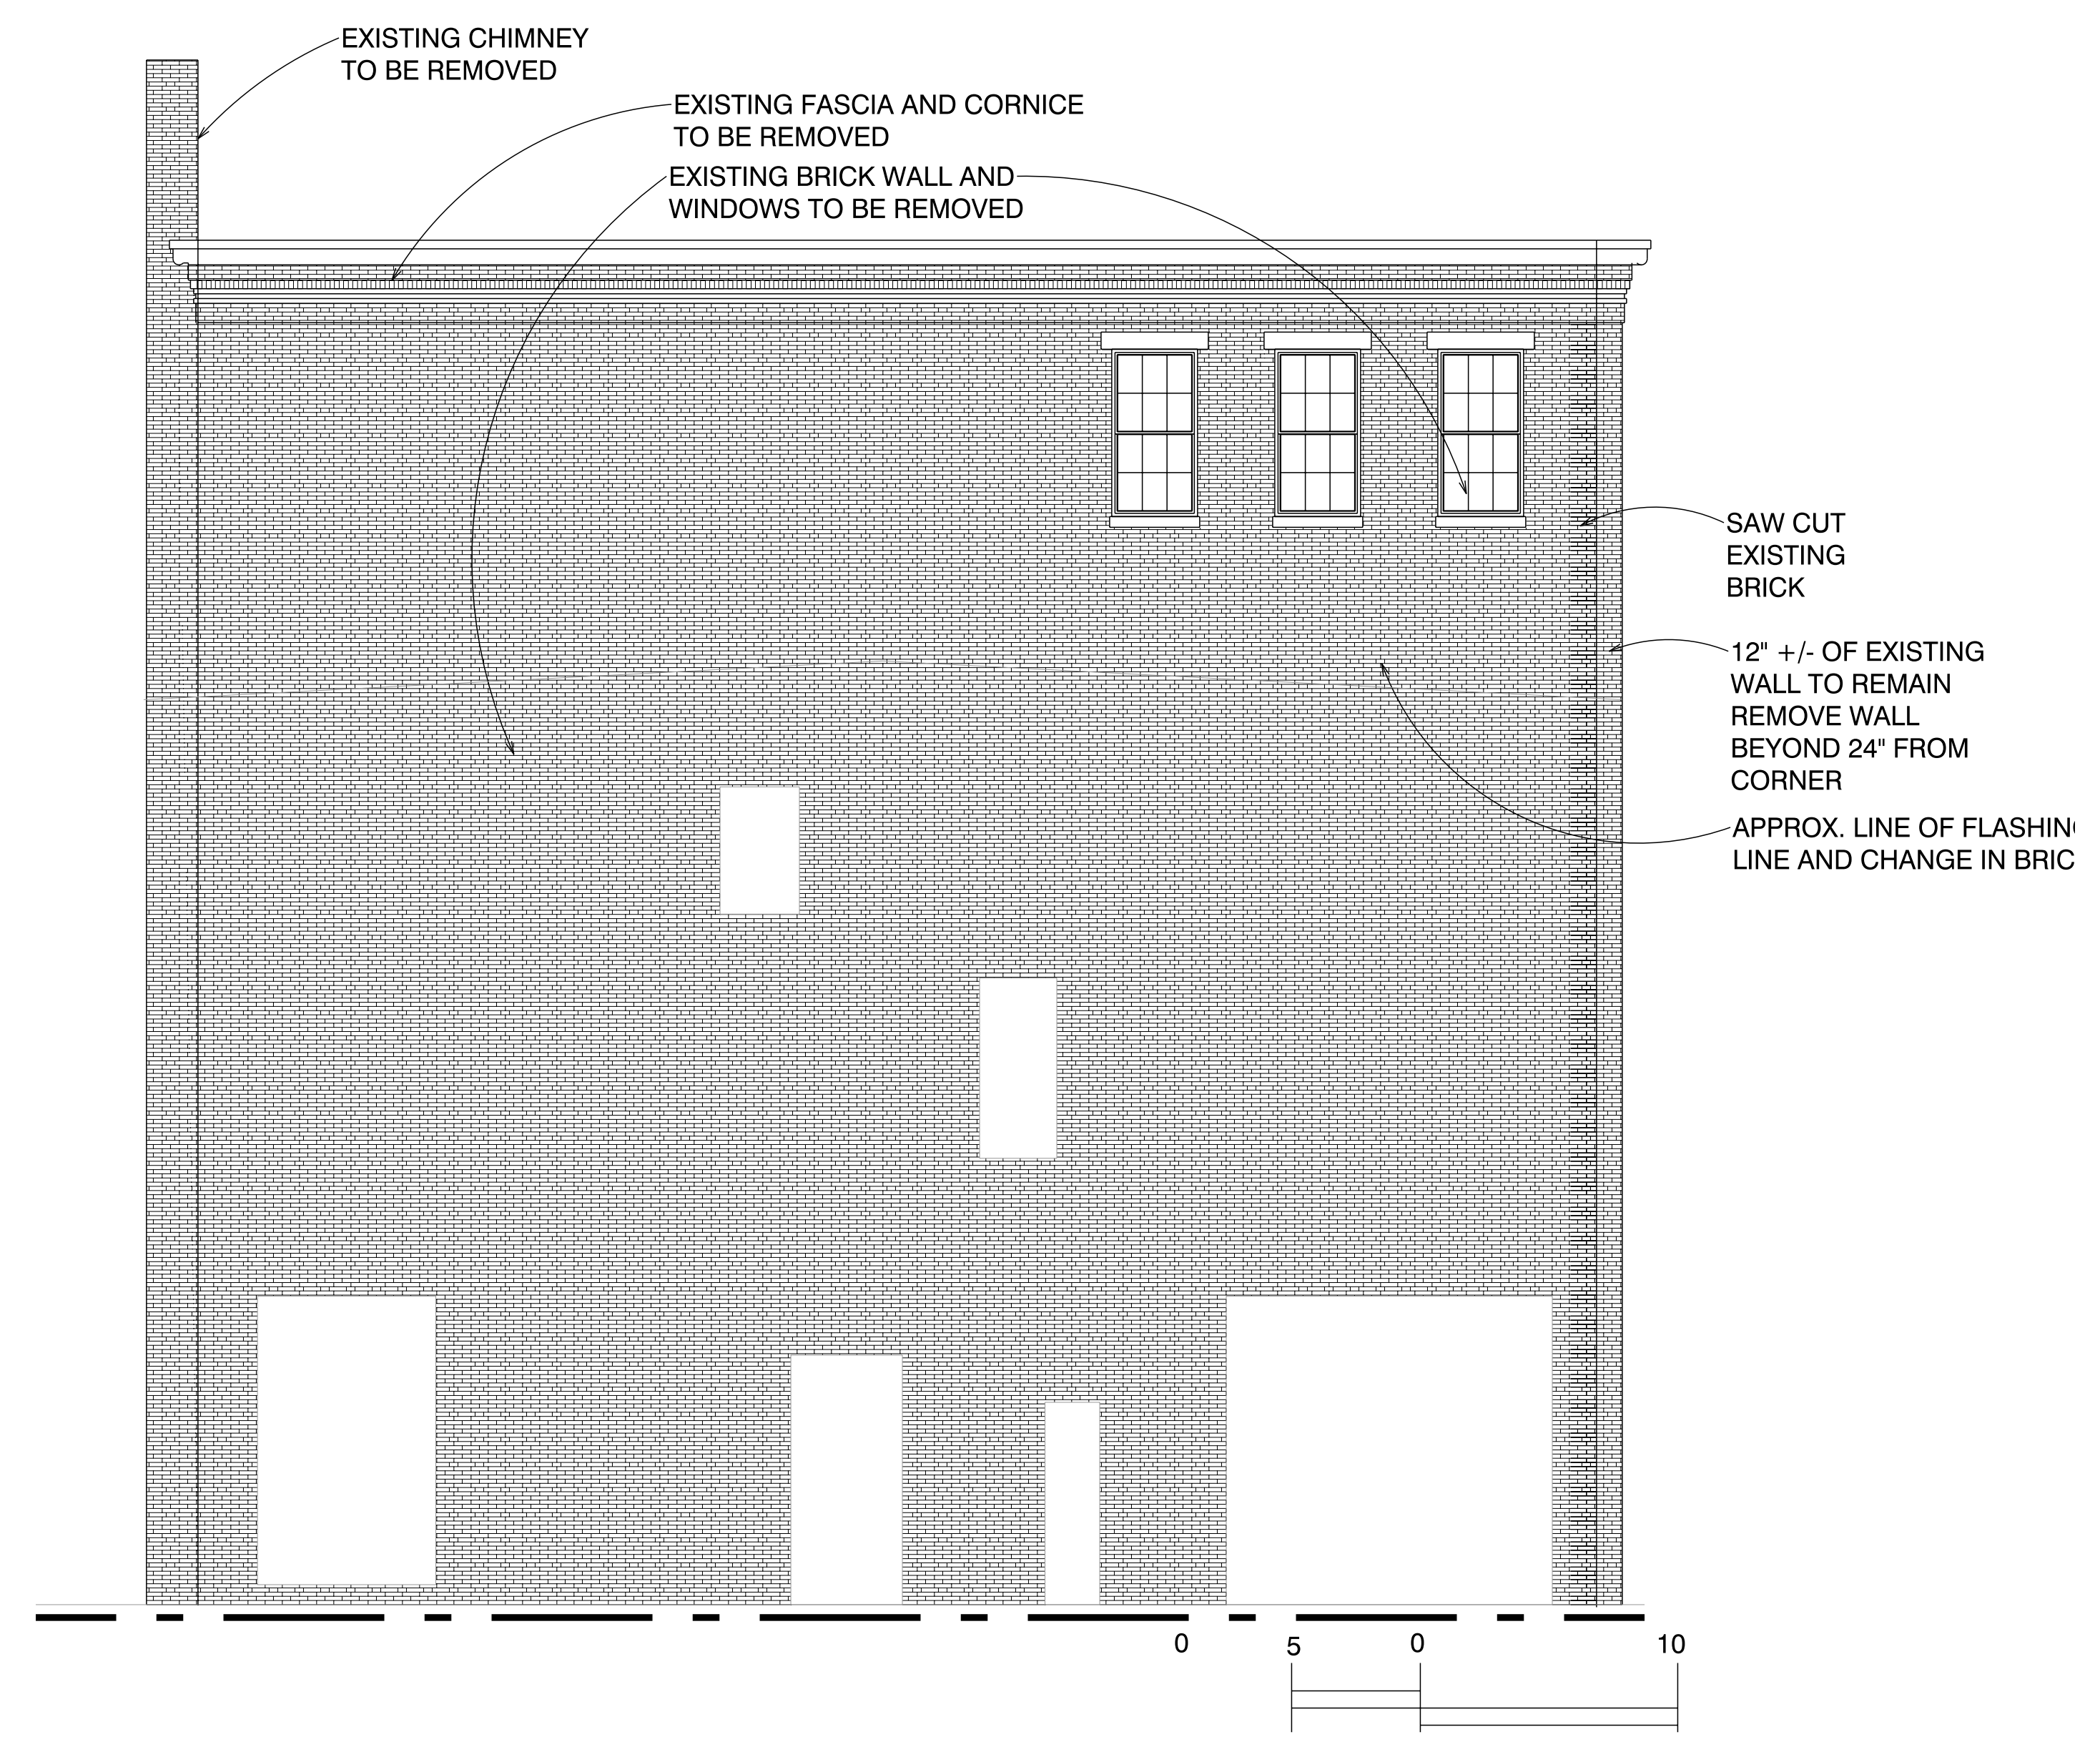 EXISTING CHIMNEY
TO BE REMOVED
EXISTING FASCIA AND CORNICE
TO BE REMOVED
EXISTING BRICK WALL AND
WINDOWS TO BE REMOVED
SAW CUT
EXISTING
BRICK
12" +/- OF EXISTING
WALL TO REMAIN
REMOVE WALL
BEYOND 24" FROM
CORNER
APPROX. LINE OF
LINE AND CHANGE IN
0 5 0 10